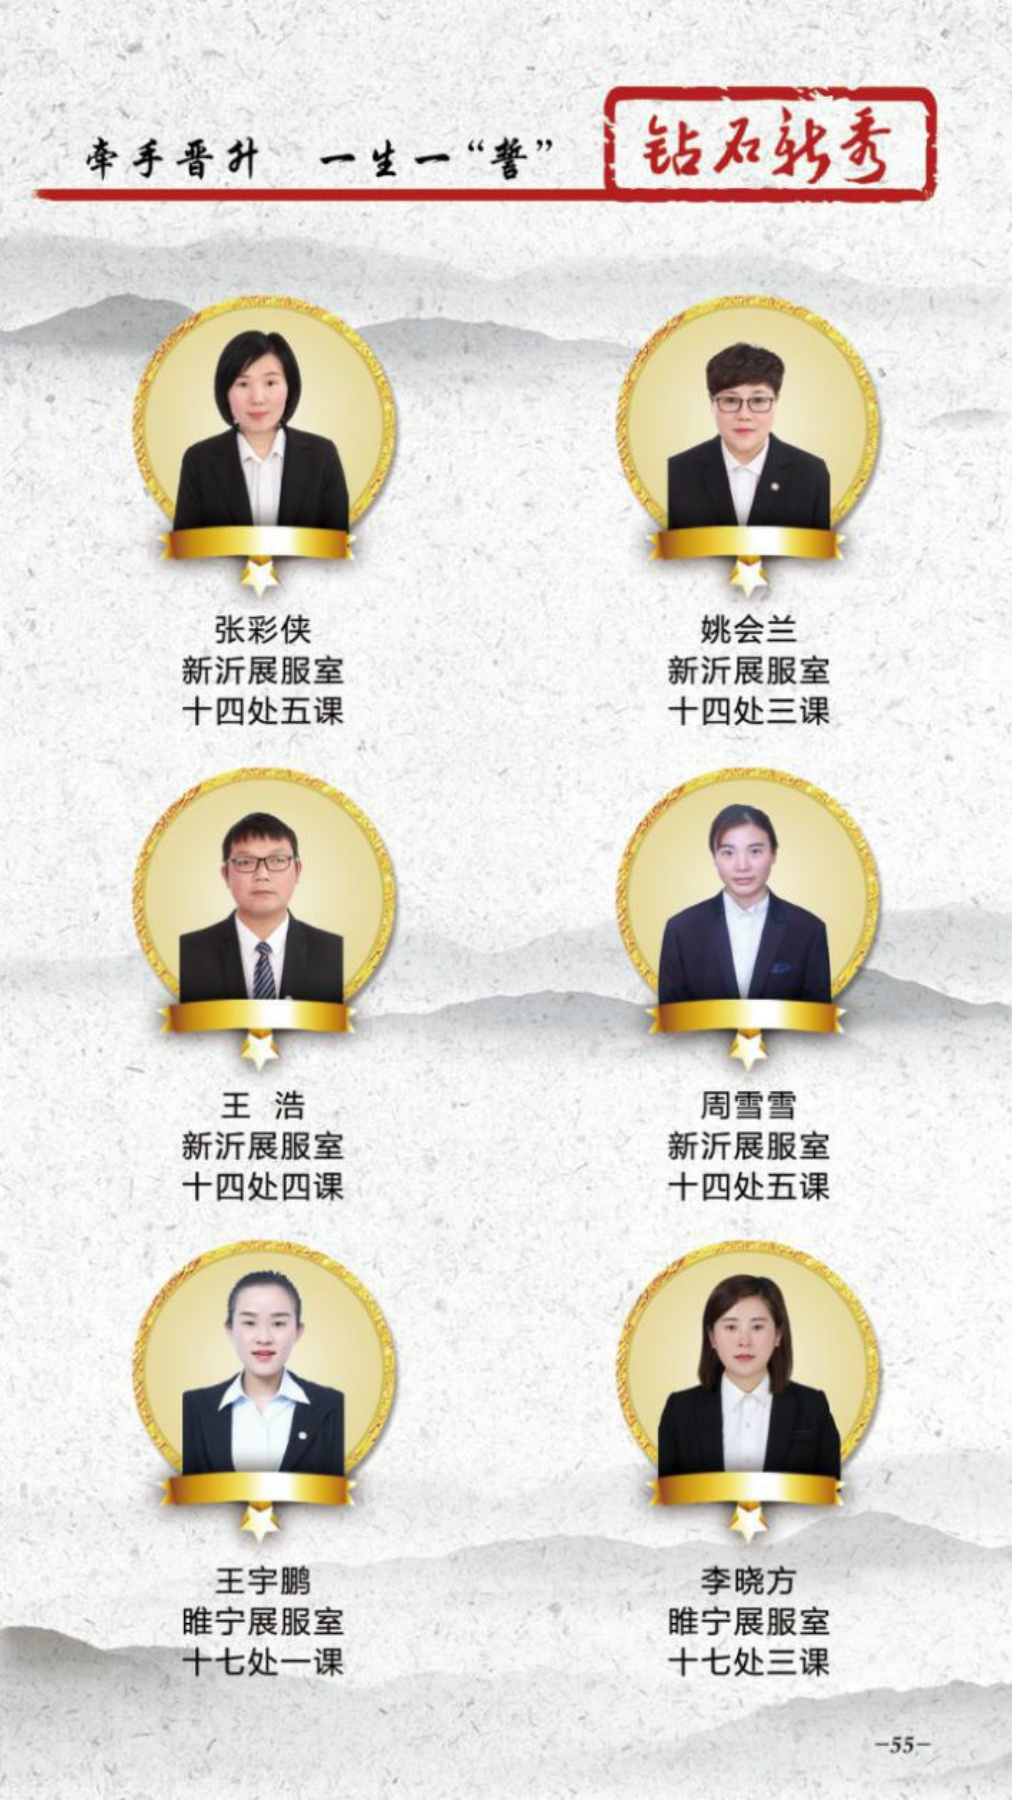 牵手晋升 一生一“誓”
钻石新秀
张彩侠
新沂展服室
十四处五课
姚会兰
新沂展服室
十四处三课
王 浩
新沂展服室
十四处四课
周雪雪
新沂展服室
十四处五课
王宇鹏
睢宁展服室
十七处一课
李晓方
睢宁展服室
十七处三课
-55-